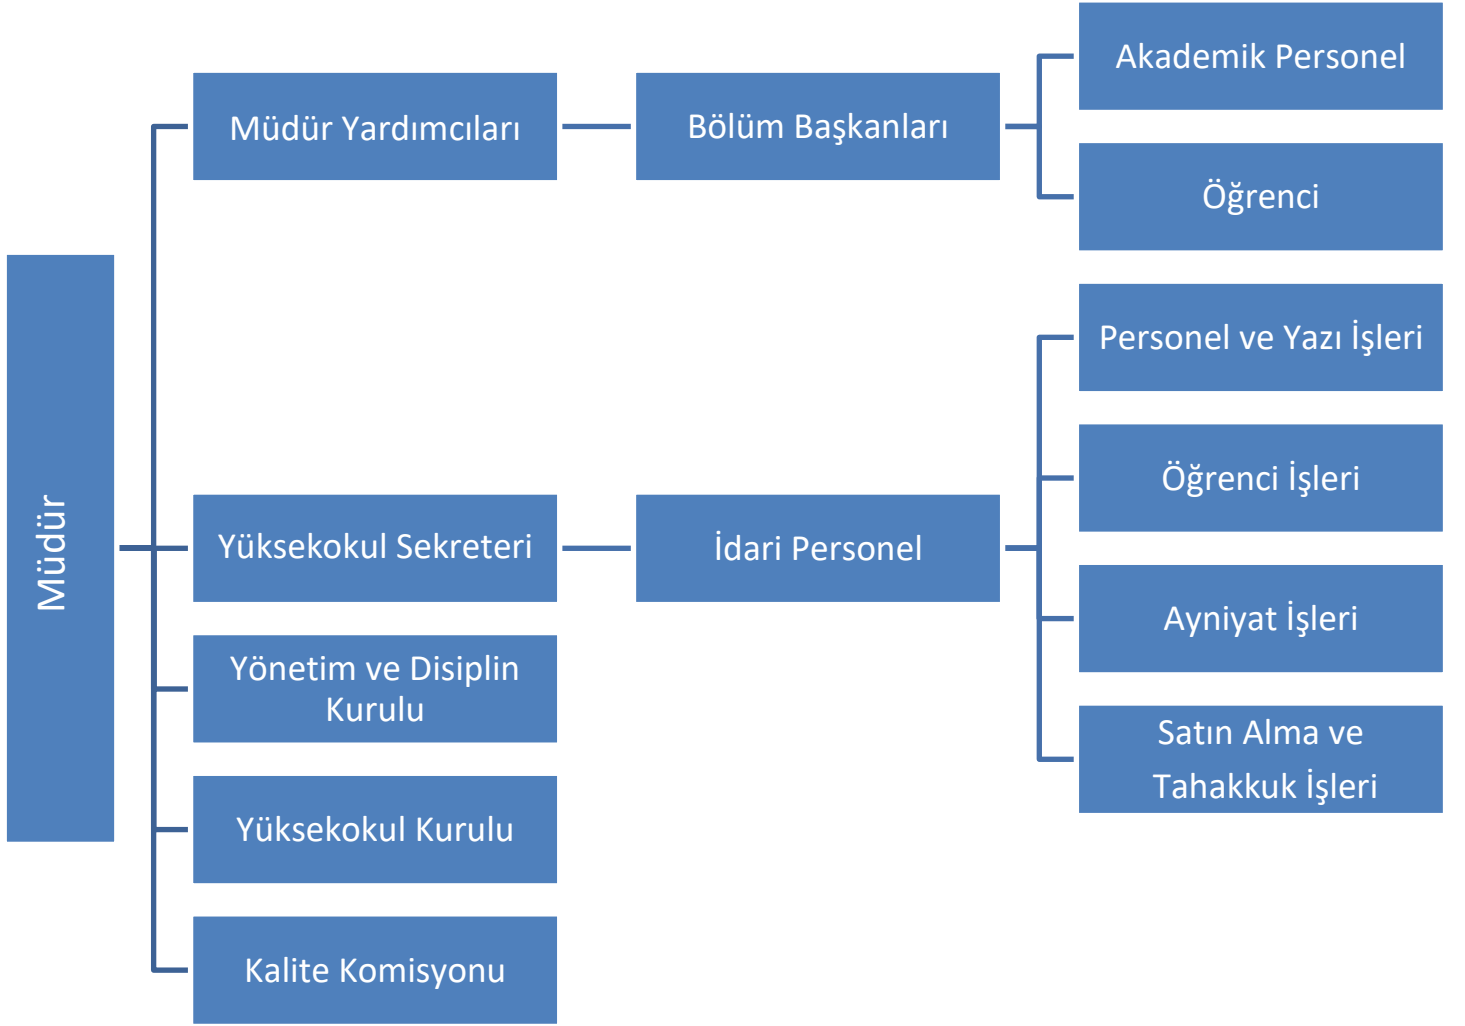 Müdür
Müdür Yardımcıları
Bölüm Başkanları
Akademik Personel
Öğrenci
Yüksekokul Sekreteri
İdari Personel
Personel ve Yazı İşleri
Öğrenci İşleri
Ayniyat İşleri
Satın Alma ve
Tahakkuk İşleri
Yönetim ve Disiplin
Kurulu
Yüksekokul Kurulu
Kalite Komisyonu